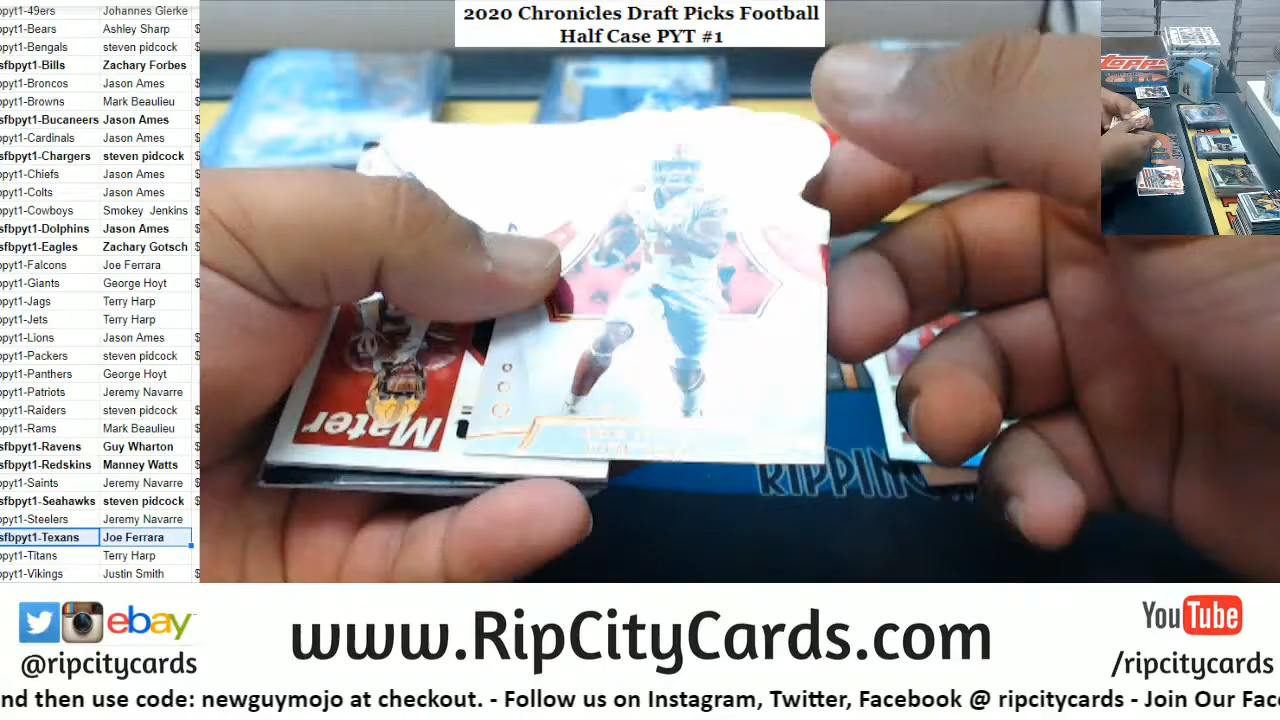 2020 Chronicles Draft Picks Football
Half Case PYT #1
pyt1-49ers Johannes Gierke
pyt1-Bears Ashley Sharp
pyt1-Bengals steven pidcock
sfbpyt1-Bills Zachary Forbes
pyt1-Broncos Jason Ames
pyt1-Browns Mark Beaulieu
sfbpyt1-Bucaneers Jason Ames
pyt1-Cardinals Jason Ames
sfbpyt1-Chargers steven pidcock
pyt1-Chiefs Jason Ames
pyt1-Colts Jason Ames
pyt1-Cowboys Smokey Jenkins
sfbpyt1-Dolphins Jason Ames
sfbpyt1-Eagles Zachary Gotsch
pyt1-Falcons Joe Ferrara
pyt1-Giants George Hoyt
pyt1-Jags Terry Harp
pyt1-Jets Terry Harp
pyt1-Lions Jason Ames
pyt1-Packers steven pidcock
pyt1-Panthers George Hoyt
pyt1-Patriots Jeremy Navarre
pyt1-Raiders steven pidcock
pyt1-Rams Mark Beaulieu
sfbpyt1-Ravens Guy Wharton
sfbpyt1-Redskins Manney Watts
pyt1-Saints Jeremy Navarre
sfbpyt1-Seahawks steven pidcock
pyt1-Steelers Jeremy Navarre
sfbpyt1-Texans Joe Ferrara
pyt1-Titans Terry Harp
pyt1-Vikings Justin Smith
TOPPS
Mater
RIPPIN
ebay
@ripcitycards
www.RipCityCards.com
YouTube
/ripcitycards
nd then use code: newguymojo at checkout. - Follow us on Instagram, Twitter, Facebook @ ripcitycards - Join Our Fac